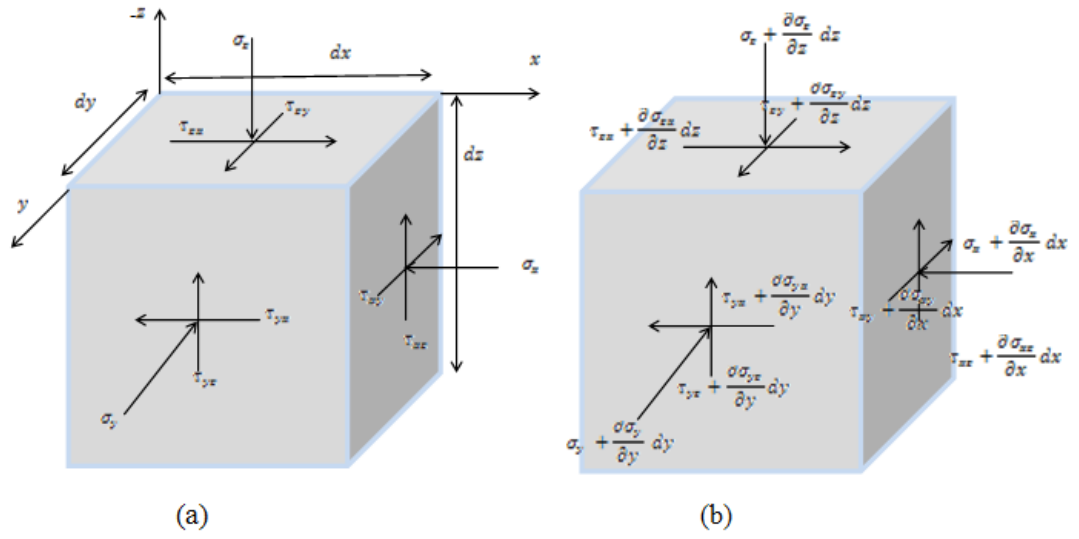 -z
σz
dx
x
dy
τzy
τzx
dz
y
σx
τxy
τyx
τxz
τyz
σy
(a)
σz + ∂σz/∂z dz
τzy + ∂σzy/∂z dz
τzx + ∂σzx/∂z dz
σx + ∂σx/∂x dx
τyx + ∂σyx/∂y dy
τxy + ∂σxy/∂x dx
τxz + ∂σxz/∂x dx
τyz + ∂σyz/∂y dy
σy + ∂σy/∂y dy
(b)